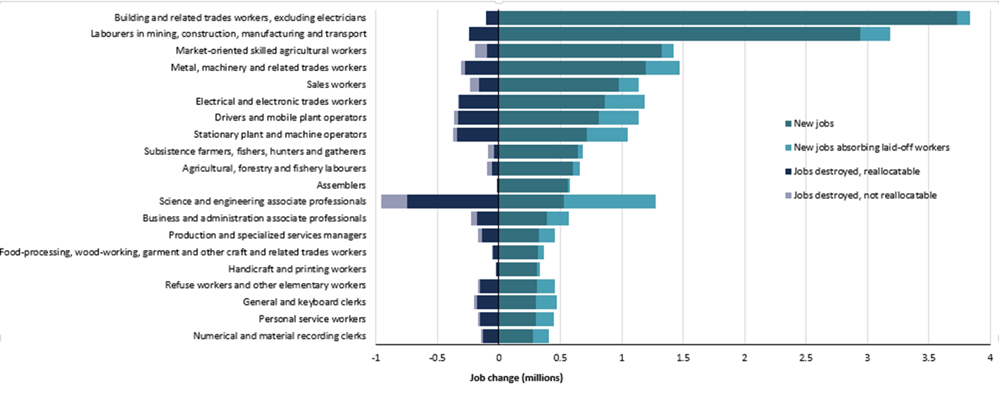 Building and related trades workers, excluding electricians
Labourers in mining, construction, manufacturing and transport
Market-oriented skilled agricultural workers
Metal, machinery and related trades workers
Sales workers
Electrical and electronic trades workers
Drivers and mobile plant operators
Stationary plant and machine operators
Subsistence farmers, fishers, hunters and gatherers
Agricultural, forestry and fishery labourers
Assemblers
Science and engineering associate professionals
Business and administration associate professionals
Production and specialized services managers
Food-processing, wood-working, garment and other craft and related trades workers
Handicraft and printing workers
Refuse workers and other elementary workers
General and keyboard clerks
Personal service workers
Numerical and material recording clerks
New jobs
New jobs absorbing laid-off workers
Jobs destroyed, reallocatable
Jobs destroyed, not reallocatable
-1 -0.5 0 0.5 1 1.5 2 2.5 3 3.5 4
Job change (millions)